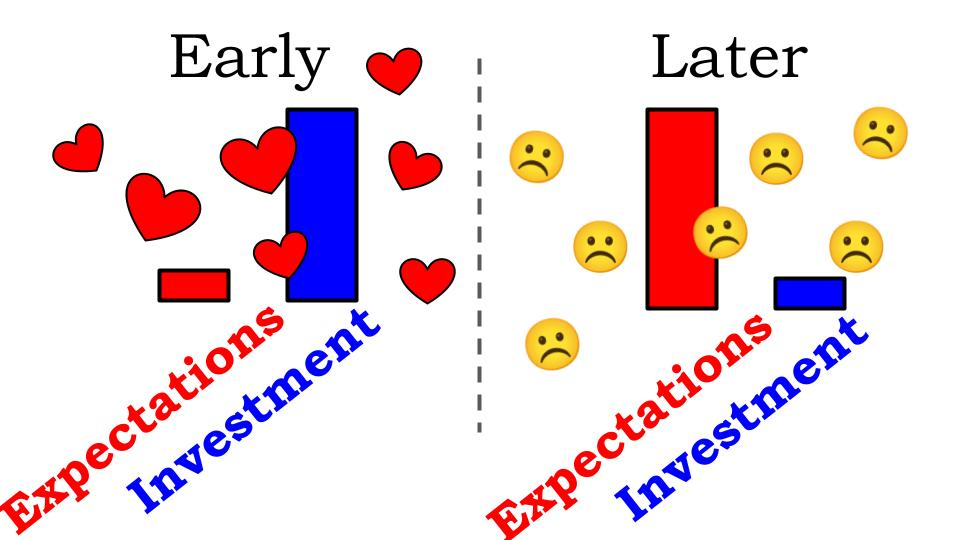 Early
Later
Expectations
Investment
Expectations
Investment